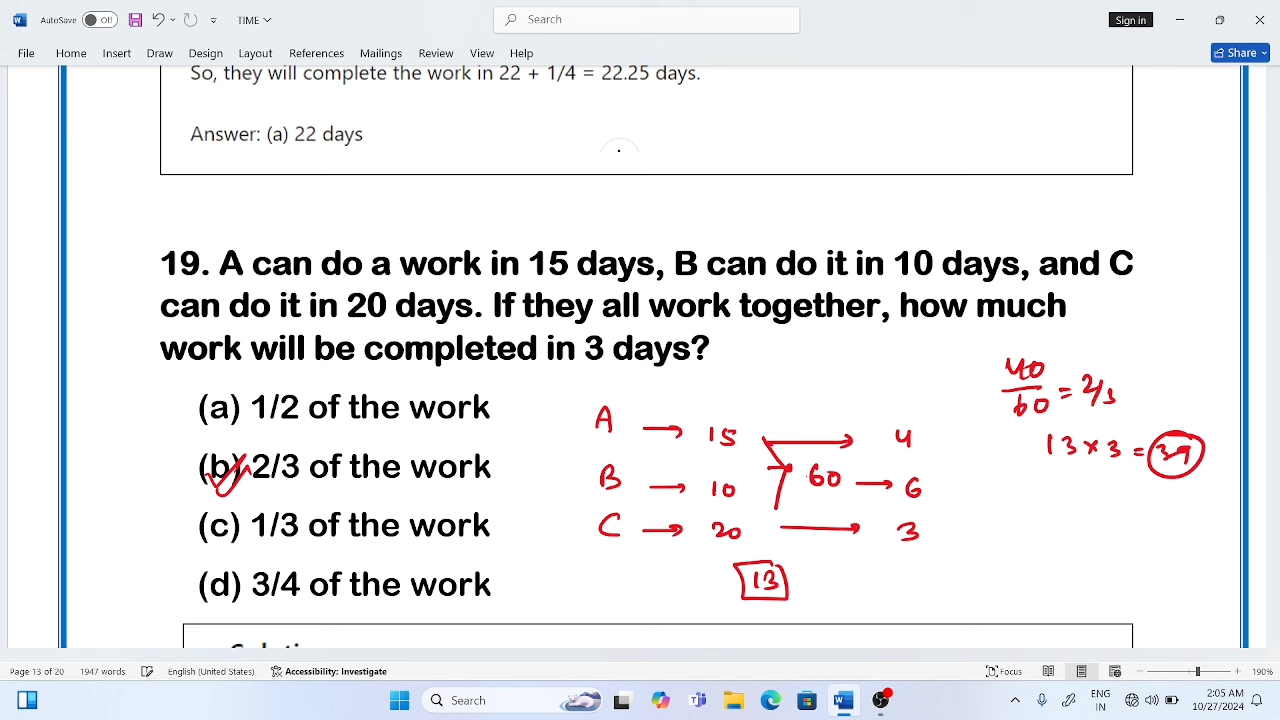 AutoSave Off TIME Search Sign in
File Home Insert Draw Design Layout References Mailings Review View Help Share
So, they will complete the work in 22 + 1/4 = 22.25 days.
Answer: (a) 22 days
19. A can do a work in 15 days, B can do it in 10 days, and C
can do it in 20 days. If they all work together, how much
work will be completed in 3 days?
(a) 1/2 of the work
(b) 2/3 of the work
(c) 1/3 of the work
(d) 3/4 of the work
40/60 = 2/3
13 × 3 = 39
A → 15 → 4
B → 10 60 → 6
C → 20 → 3
13
Page 13 of 20 1947 words English (United States) Accessibility: Investigate Focus 190%
Search ENG 2:05 AM
IN 10/27/2024